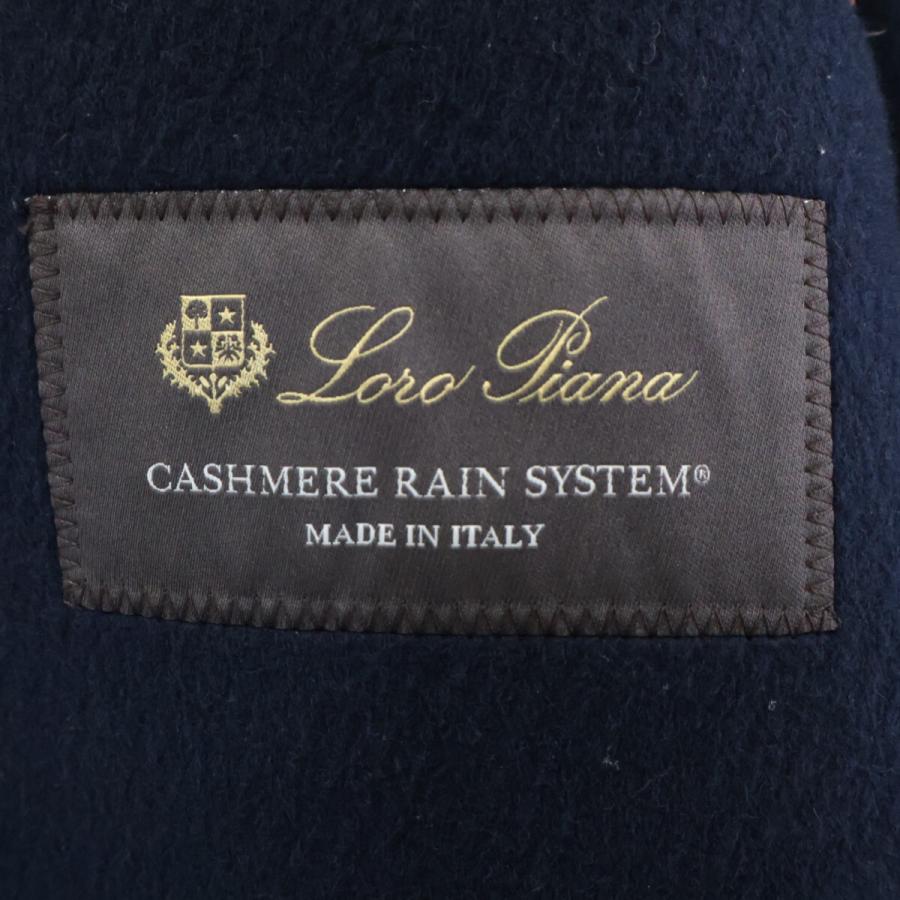 Loro Piana
CASHMERE RAIN SYSTEM®
MADE IN ITALY